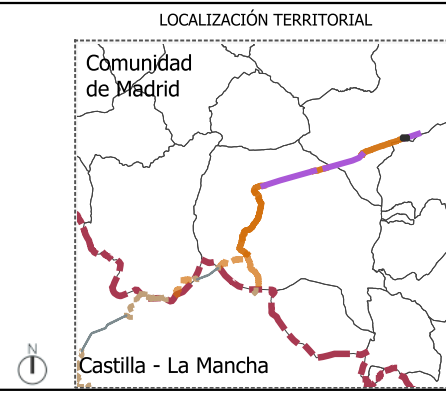 LOCALIZACIÓN TERRITORIAL
Comunidad
de Madrid
N
Castilla - La Mancha